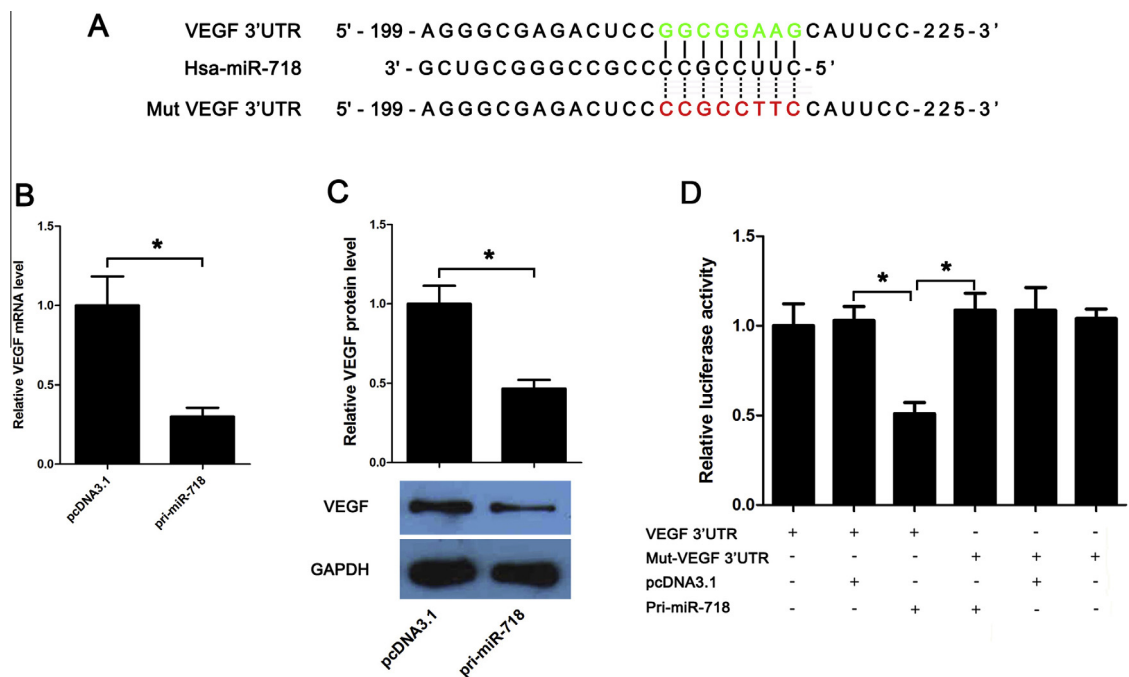 A
VEGF 3'UTR 5' - 199- A G G G C G A G A C U C C G G C G G A A G C A U U C C - 225 - 3'
Hsa-miR-718 3' - G C U G C G G G C C G C C C C G C C U U C - 5'
Mut VEGF 3'UTR 5' - 199- A G G G C G A G A C U C C C C G C C T T C C A U U C C - 225 - 3'
B
Relative VEGF mRNA level
1.5
1.0
0.5
0.0
*
pcDNA3.1
pri-miR-718
C
Relative VEGF protein level
1.5
1.0
0.5
0.0
*
VEGF
GAPDH
pcDNA3.1
pri-miR-718
D
Relative luciferase activity
1.5
1.0
0.5
0.0
*
*
VEGF 3'UTR + + + - - -
Mut-VEGF 3'UTR - - - + + +
pcDNA3.1 - + - - + -
Pri-miR-718 - - + + - -